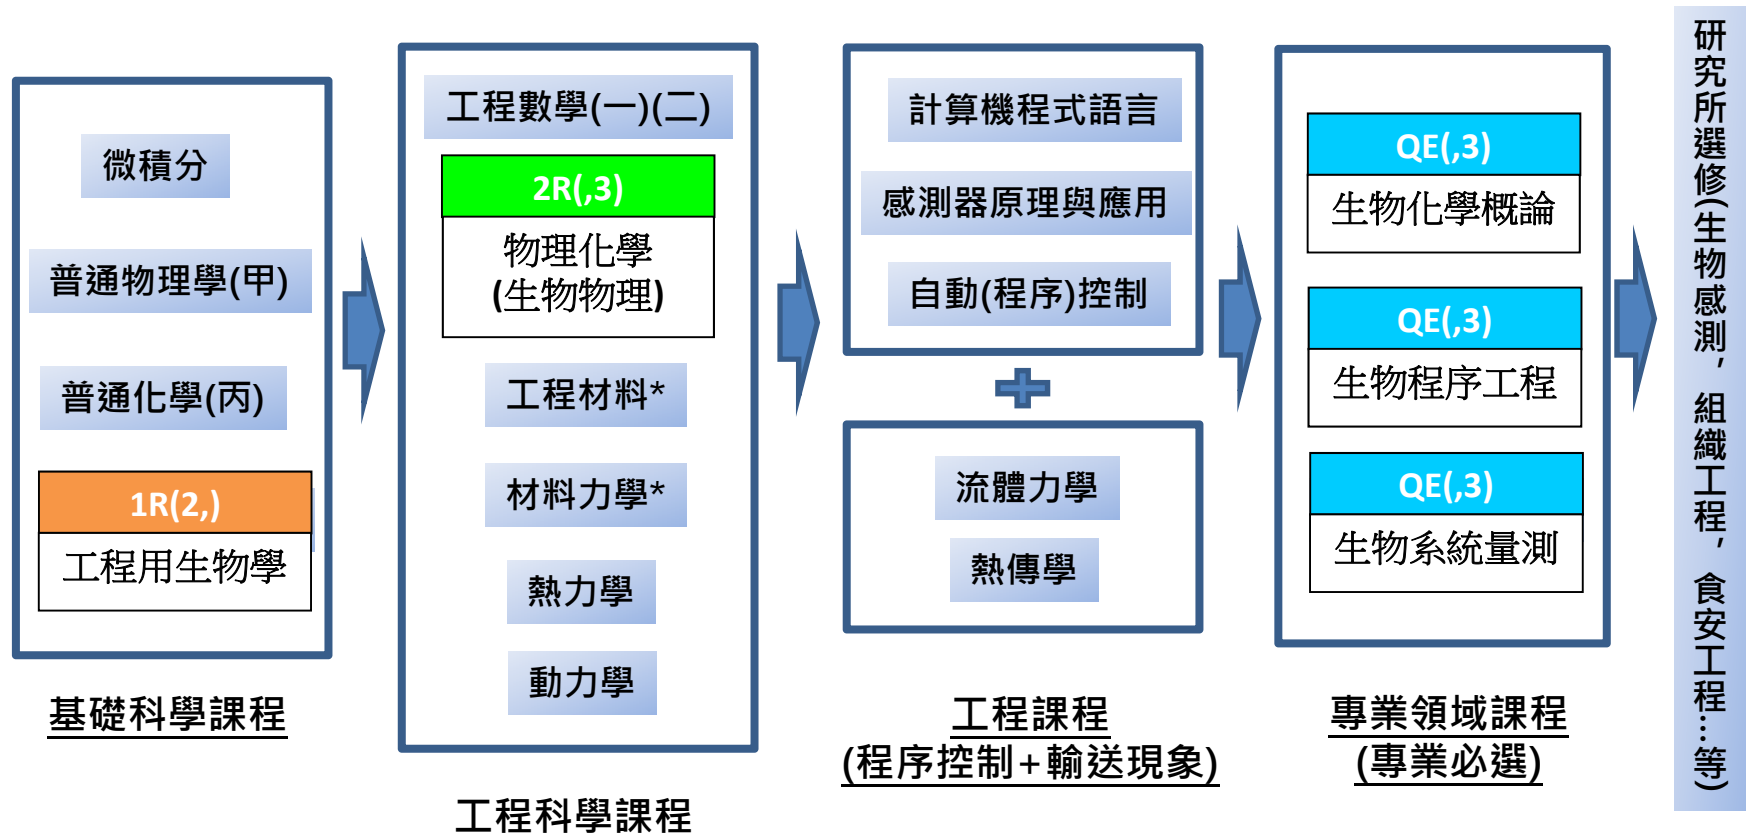 微積分
普通物理學(甲)
普通化學(丙)
1R(2,)
工程用生物學
基礎科學課程
工程數學(一)(二)
2R(,3)
物理化學
(生物物理)
工程材料*
材料力學*
熱力學
動力學
工程科學課程
計算機程式語言
感測器原理與應用
自動(程序)控制
流體力學
熱傳學
工程課程
(程序控制+輸送現象)
QE(,3)
生物化學概論
QE(,3)
生物程序工程
QE(,3)
生物系統量測
專業領域課程
(專業必選)
研究所選修(生物感測，組織工程，食安工程…等)